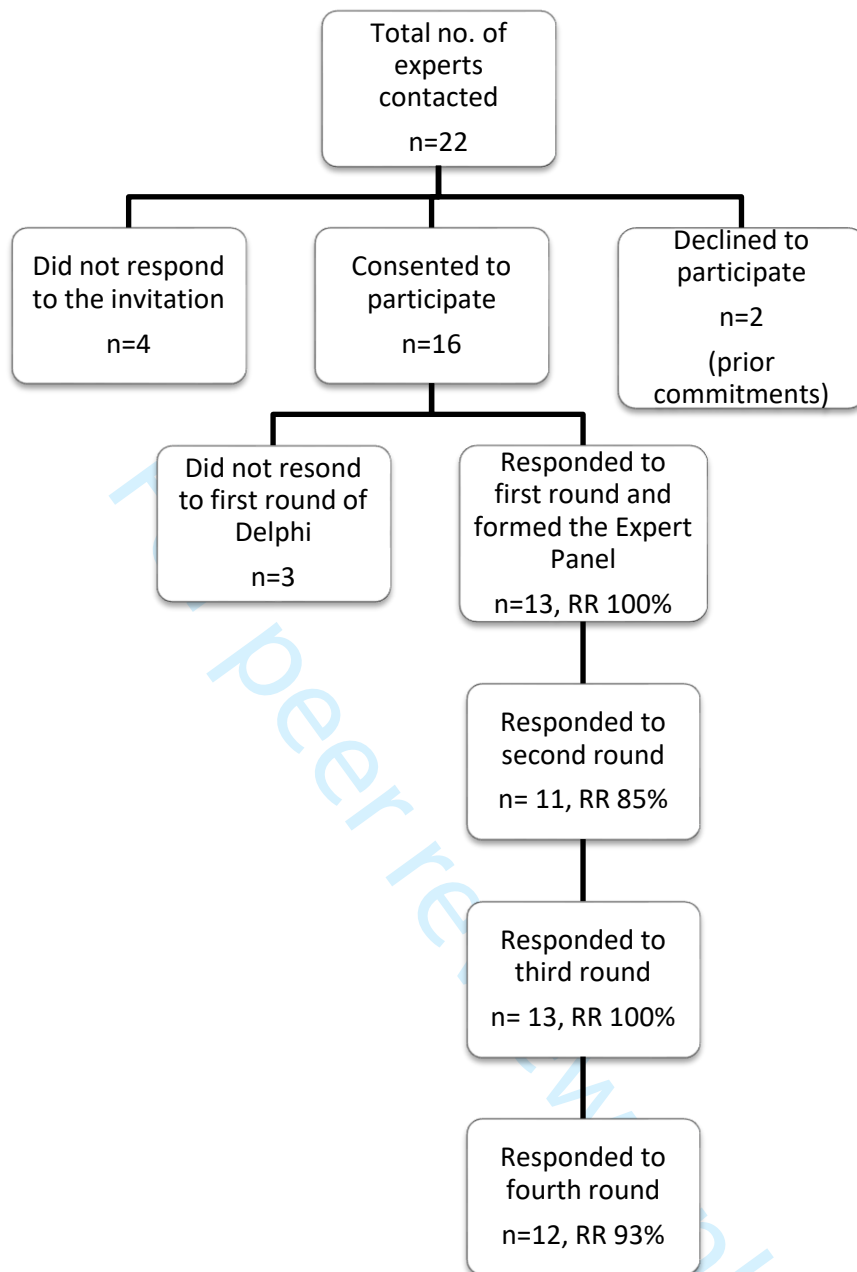 Total no. of
experts
contacted
n=22
Did not respond
to the invitation
n=4
Consented to
participate
n=16
Declined to
participate
n=2
(prior
commitments)
Did not resond
to first round of
Delphi
n=3
Responded to
first round and
formed the Expert
Panel
n=13, RR 100%
Responded to
second round
n= 11, RR 85%
Responded to
third round
n= 13, RR 100%
Responded to
fourth round
n=12, RR 93%
peer